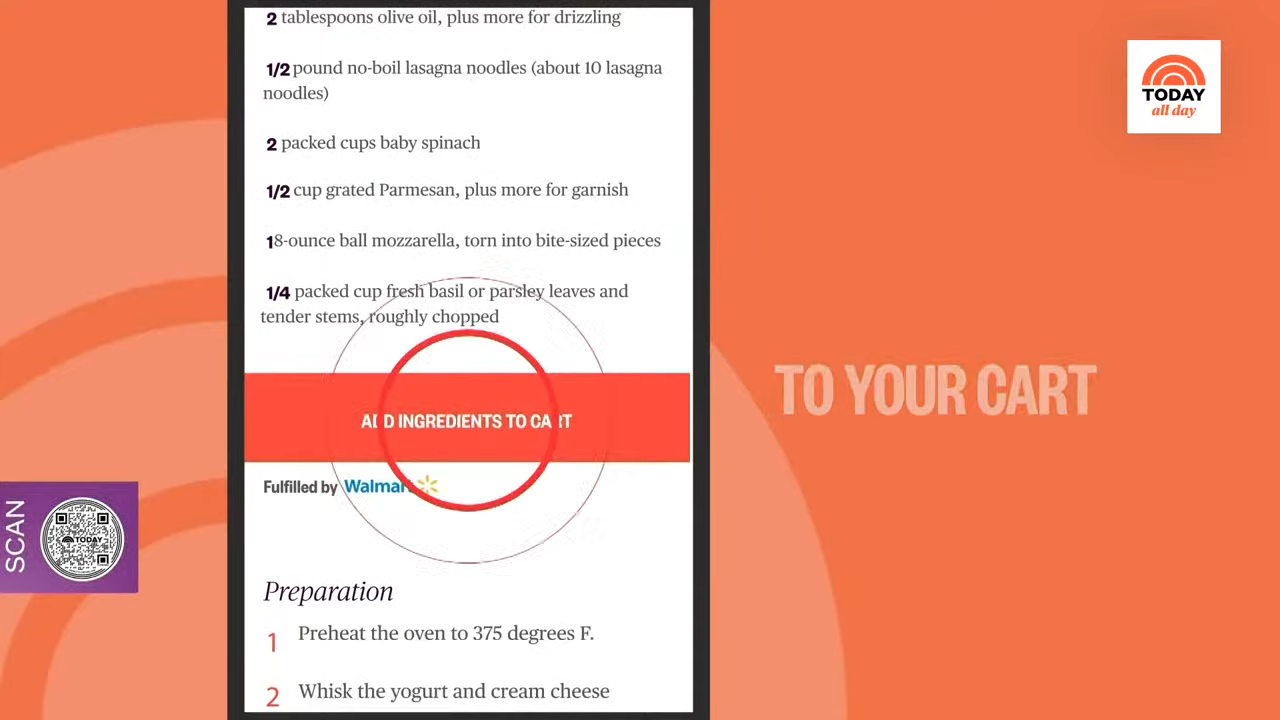 2 tablespoons olive oil, plus more for drizzling
1/2 pound no-boil lasagna noodles (about 10 lasagna
noodles)
2 packed cups baby spinach
1/2 cup grated Parmesan, plus more for garnish
18-ounce ball mozzarella, torn into bite-sized pieces
1/4 packed cup fresh basil or parsley leaves and
tender stems, roughly chopped
ADD INGREDIENTS TO CART
Fulfilled by Walmart
Preparation
1 Preheat the oven to 375 degrees F.
2 Whisk the yogurt and cream cheese
TO YOUR CART
TODAY
all day
SCAN
TODAY